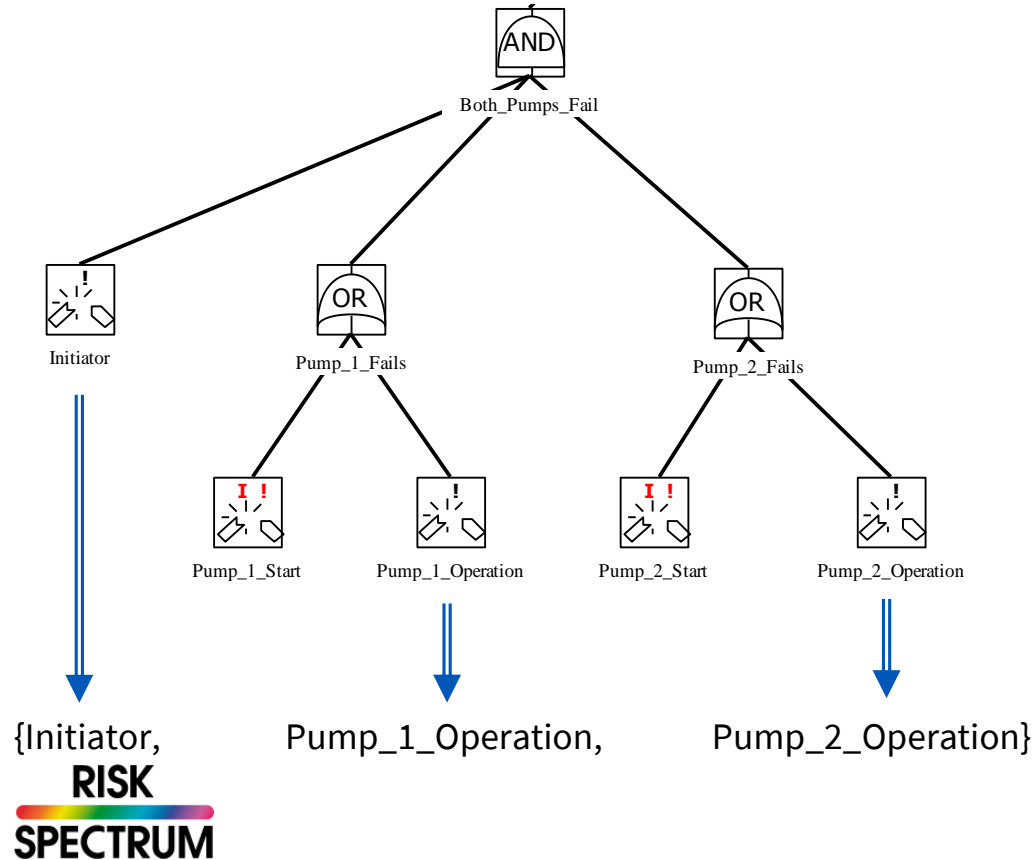 AND
Both_Pumps_Fail
!
OR
OR
Initiator
Pump_1_Fails
Pump_2_Fails
I !
!
I !
!
Pump_1_Start
Pump_1_Operation
Pump_2_Start
Pump_2_Operation
{Initiator, Pump_1_Operation, Pump_2_Operation}
RISK
SPECTRUM